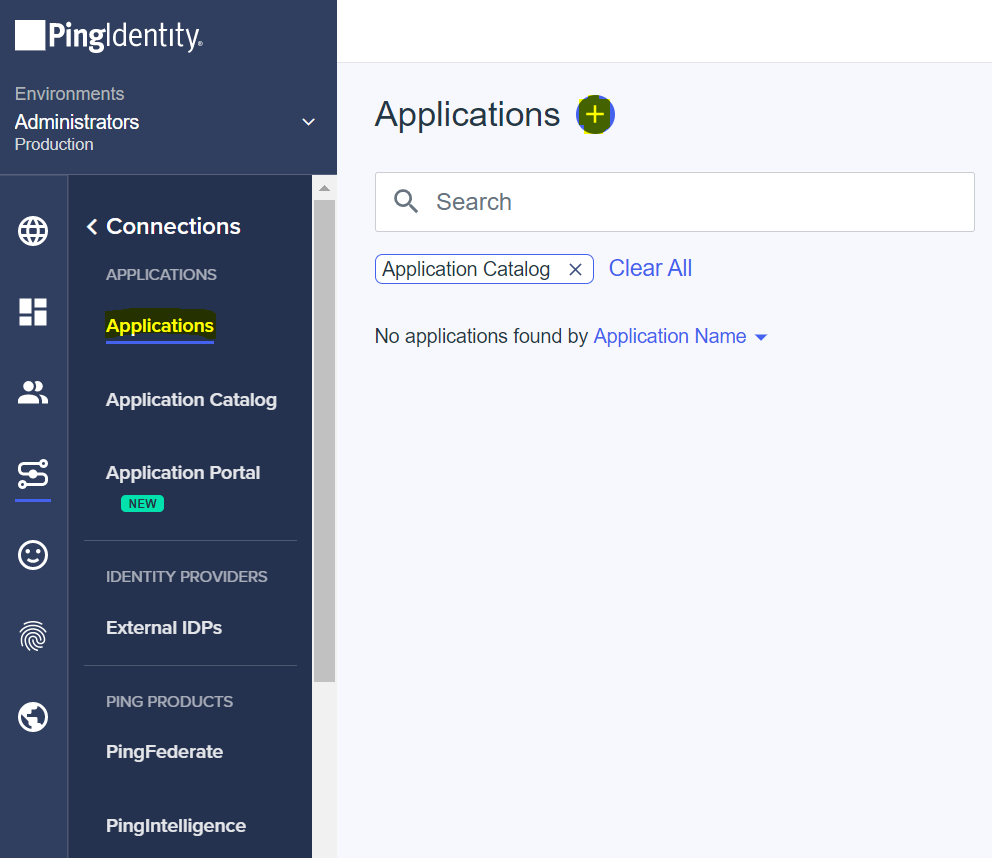 PingIdentity®
Environments
Administrators
Production
Connections
APPLICATIONS
Applications
Application Catalog
Application Portal
NEW
IDENTITY PROVIDERS
External IDPs
PING PRODUCTS
PingFederate
PingIntelligence
Applications +
Search
Application Catalog × Clear All
No applications found by Application Name